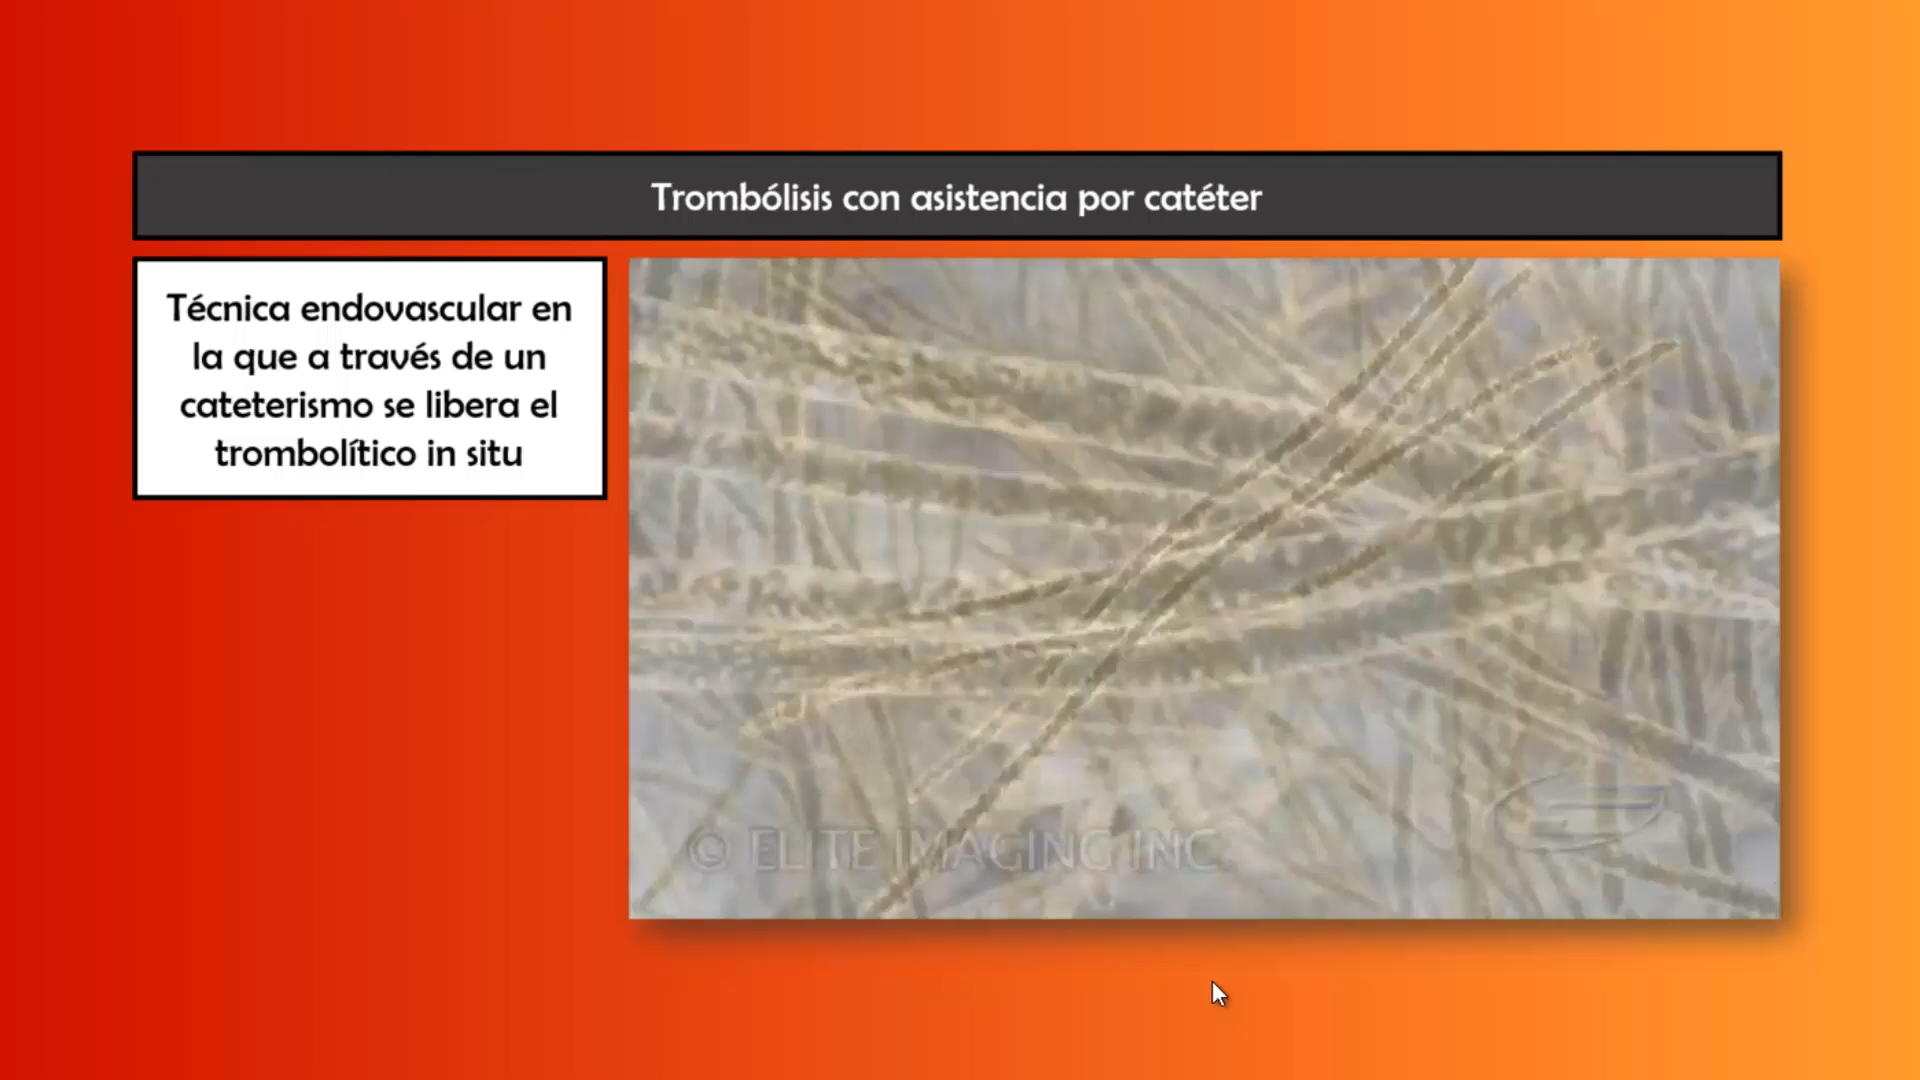 Trombólisis con asistencia por catéter
Técnica endovascular en
la que a través de un
cateterismo se libera el
trombolítico in situ
© ELITE IMAGING INC